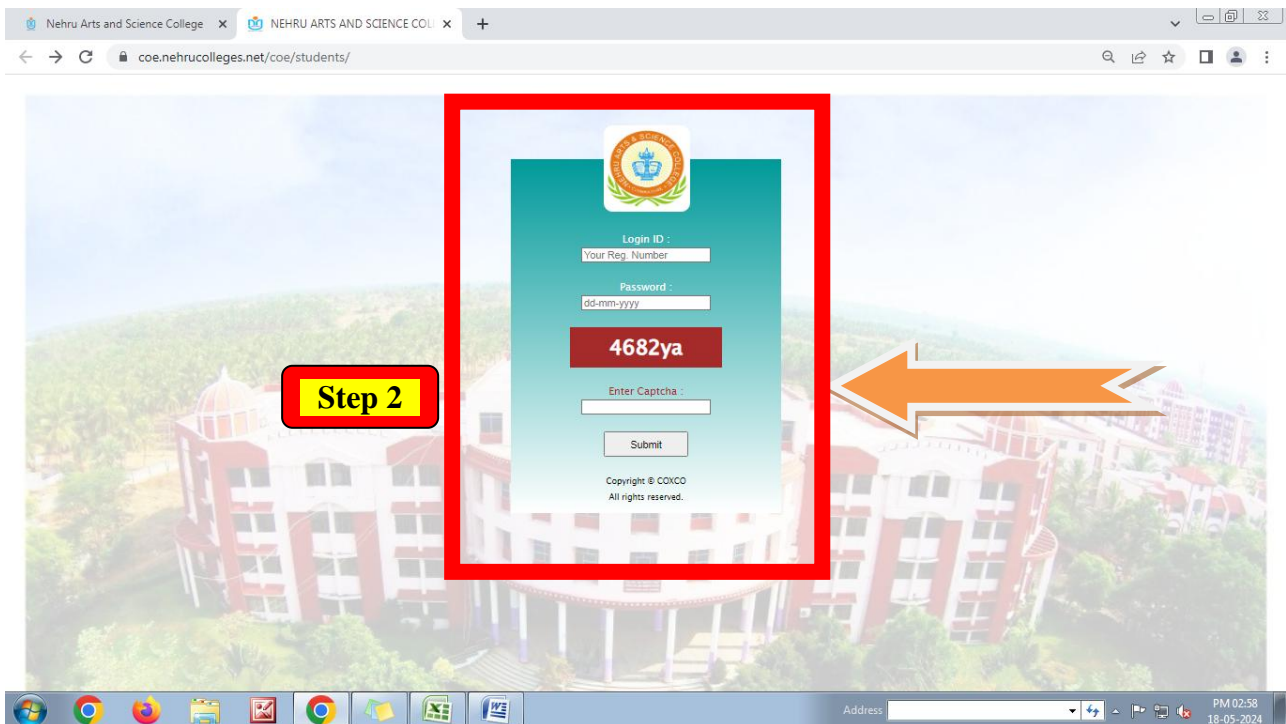 Nehru Arts and Science College
NEHRU ARTS AND SCIENCE COL
coe.nehrucolleges.net/coe/students/
Login ID :
Your Reg. Number
Password :
dd-mm-yyyy
4682ya
Enter Captcha :
Submit
Copyright © COXCO
All rights reserved.
Step 2
Address
PM 02:58
18-05-2024